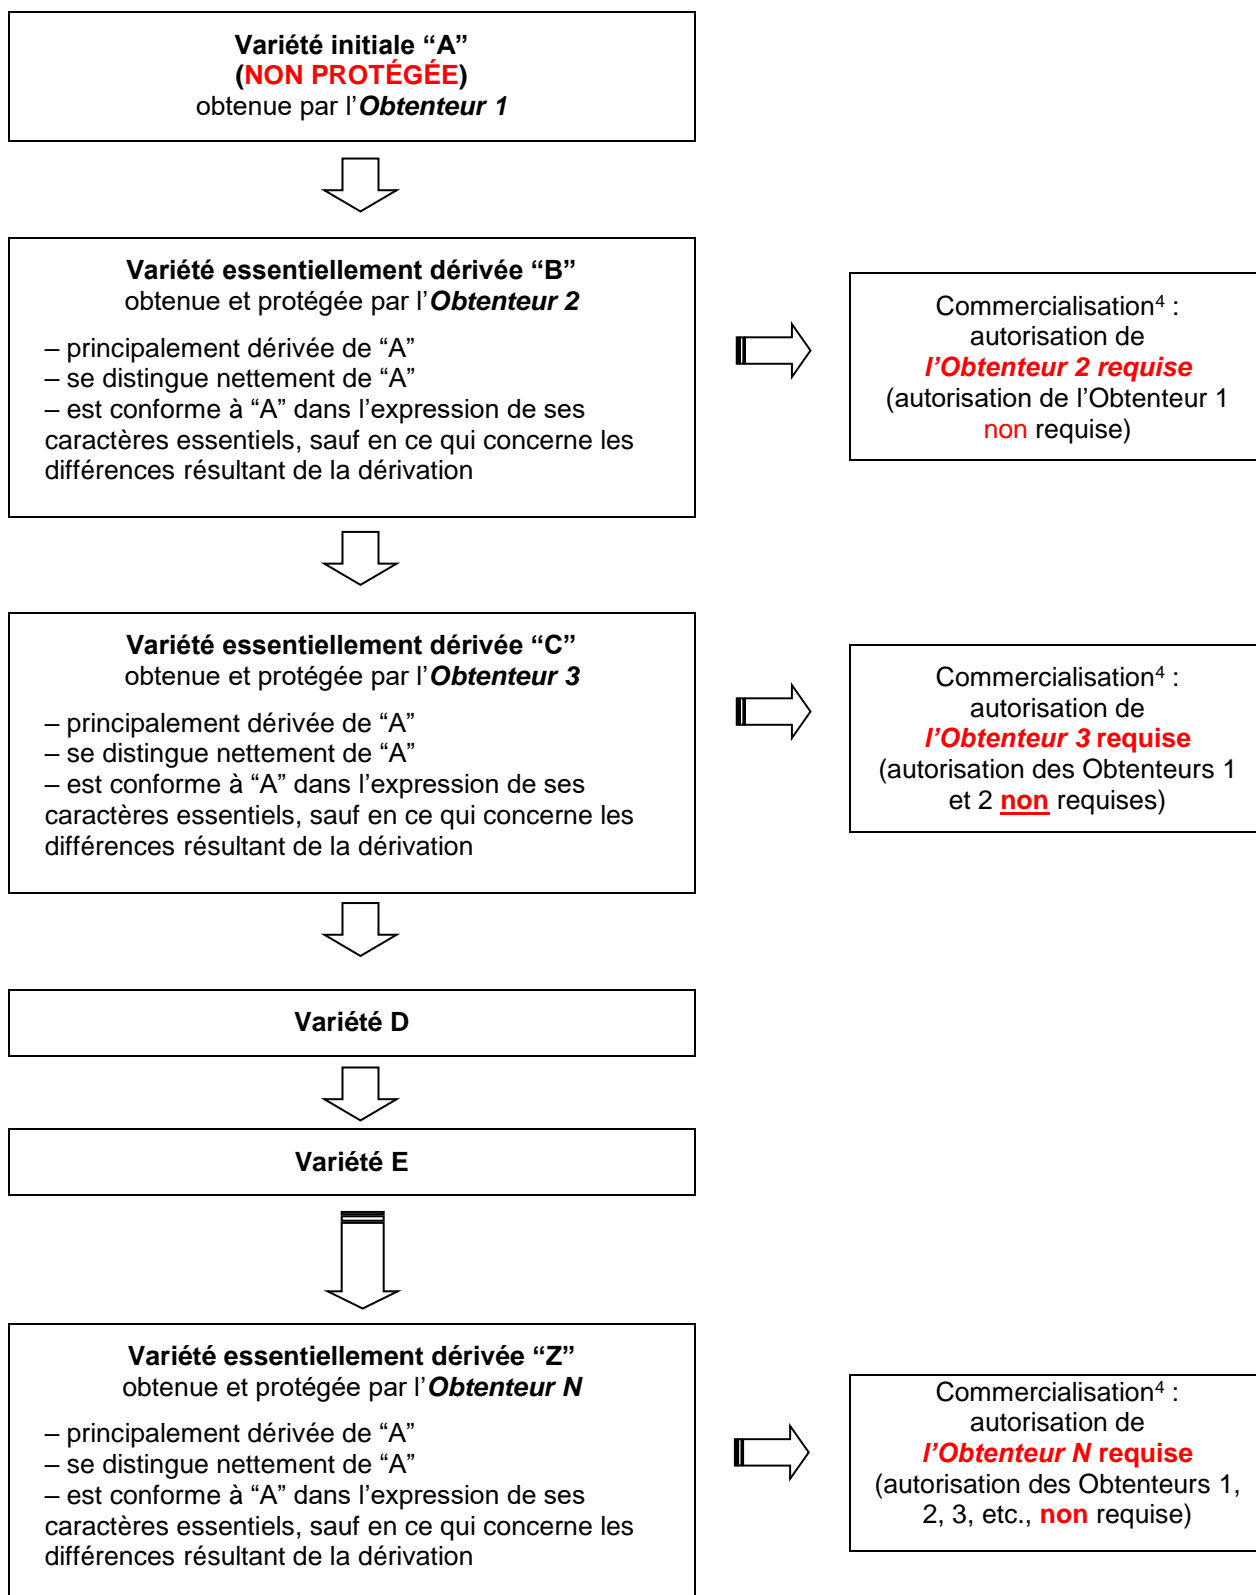 Variété initiale “A”
(NON PROTÉGÉE)
obtenue par l’Obtenteur 1
Variété essentiellement dérivée “B”
obtenue et protégée par l’Obtenteur 2
– principalement dérivée de “A”
– se distingue nettement de “A”
– est conforme à “A” dans l’expression de ses
caractères essentiels, sauf en ce qui concerne les
différences résultant de la dérivation
Commercialisation⁴ :
autorisation de
l’Obtenteur 2 requise
(autorisation de l’Obtenteur 1
non requise)
Variété essentiellement dérivée “C”
obtenue et protégée par l’Obtenteur 3
– principalement dérivée de “A”
– se distingue nettement de “A”
– est conforme à “A” dans l’expression de ses
caractères essentiels, sauf en ce qui concerne les
différences résultant de la dérivation
Commercialisation⁴ :
autorisation de
l’Obtenteur 3 requise
(autorisation des Obtenteurs 1
et 2 non requises)
Variété D
Variété E
Variété essentiellement dérivée “Z”
obtenue et protégée par l’Obtenteur N
– principalement dérivée de “A”
– se distingue nettement de “A”
– est conforme à “A” dans l’expression de ses
caractères essentiels, sauf en ce qui concerne les
différences résultant de la dérivation
Commercialisation⁴ :
autorisation de
l’Obtenteur N requise
(autorisation des Obtenteurs 1,
2, 3, etc., non requise)